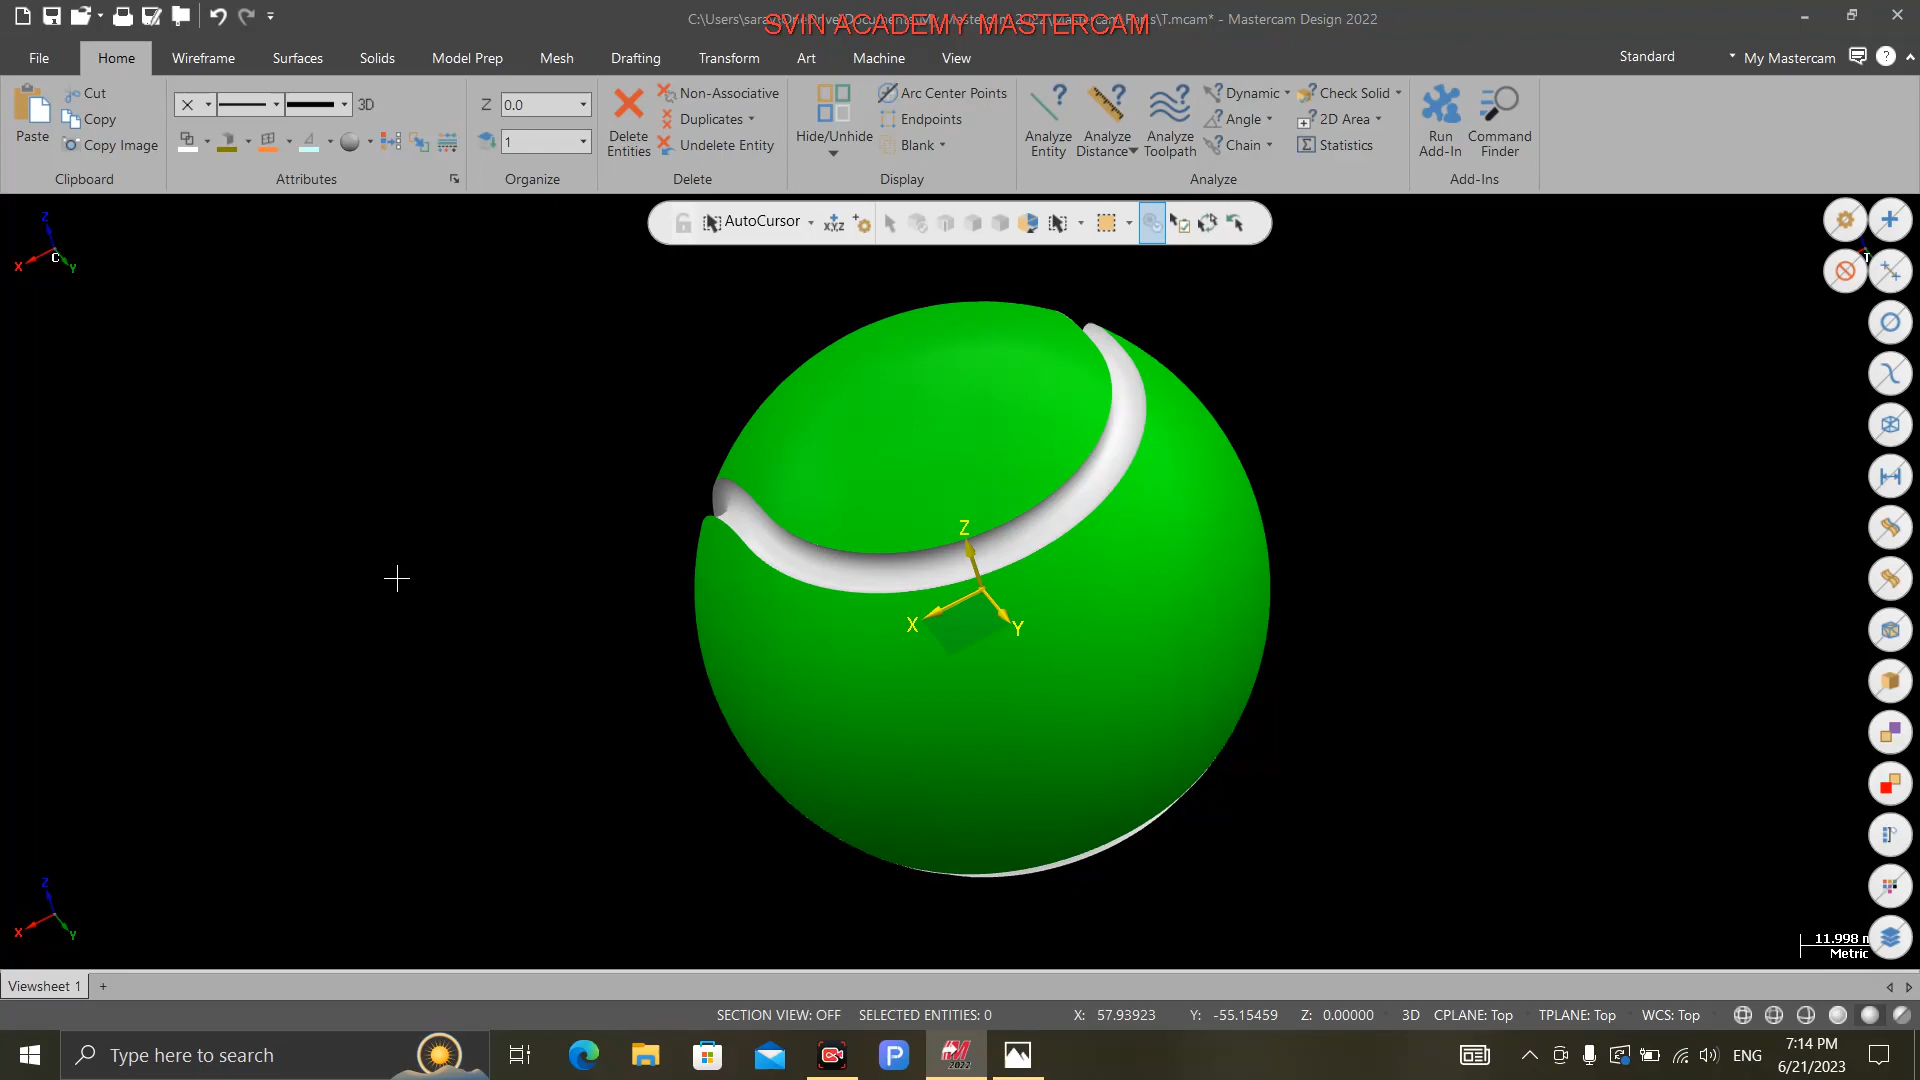 SVIN ACADEMY MASTERCAM
Mastercam Design 2022
File Home Wireframe Surfaces Solids Model Prep Mesh Drafting Transform Art Machine View
Standard My Mastercam
Paste
Cut
Copy
Copy Image
Clipboard
3D
Attributes
Z 0.0
1
Organize
Delete Entities
Non-Associative
Duplicates
Undelete Entity
Delete
Hide/Unhide
Arc Center Points
Endpoints
Blank
Display
Analyze Entity
Analyze Distance
Analyze Toolpath
Dynamic
Angle
Chain
Check Solid
2D Area
Statistics
Analyze
Run Add-In
Command Finder
Add-Ins
AutoCursor
Z
X C Y
T
Z
X Y
Z
X Y
11.998
Metric
Viewsheet 1 +
SECTION VIEW: OFF SELECTED ENTITIES: 0 X: 57.93923 Y: -55.15459 Z: 0.00000 3D CPLANE: Top TPLANE: Top WCS: Top
Type here to search
2022
ENG
7:14 PM
6/21/2023